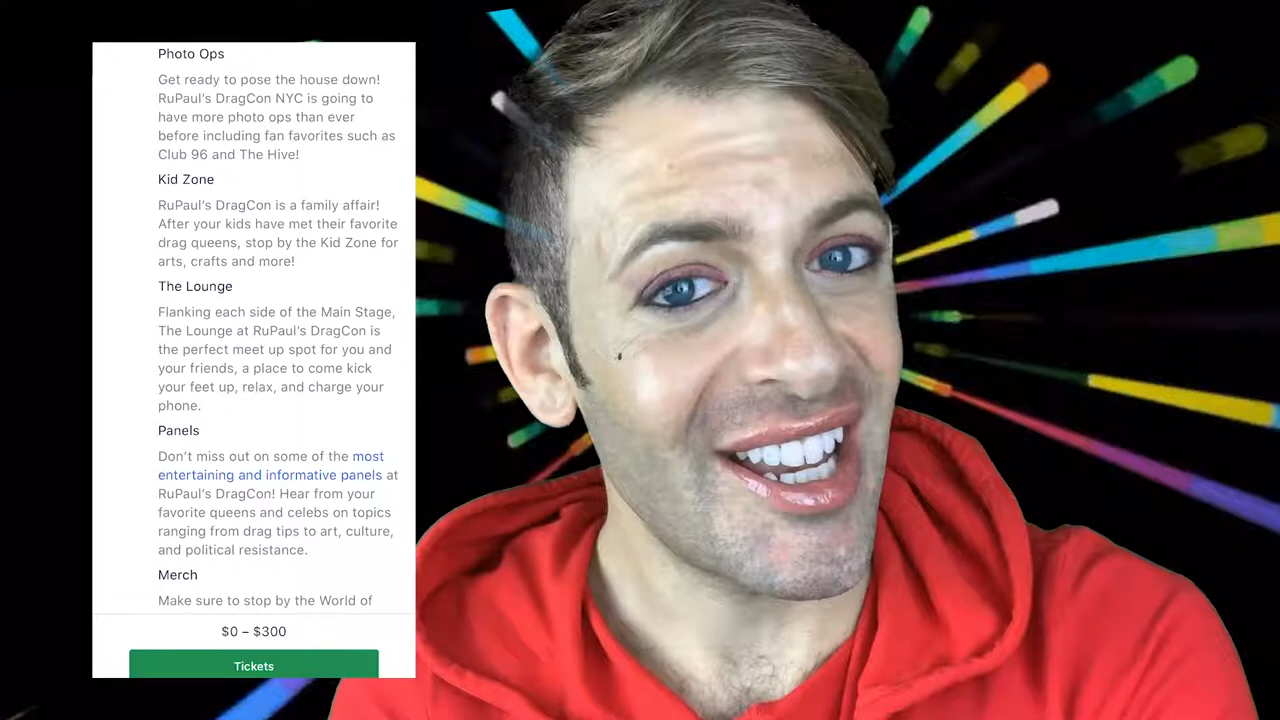 Photo Ops
Get ready to pose the house down!
RuPaul's DragCon NYC is going to
have more photo ops than ever
before including fan favorites such as
Club 96 and The Hive!
Kid Zone
RuPaul's DragCon is a family affair!
After your kids have met their favorite
drag queens, stop by the Kid Zone for
arts, crafts and more!
The Lounge
Flanking each side of the Main Stage,
The Lounge at RuPaul's DragCon is
the perfect meet up spot for you and
your friends, a place to come kick
your feet up, relax, and charge your
phone.
Panels
Don't miss out on some of the most
entertaining and informative panels at
RuPaul's DragCon! Hear from your
favorite queens and celebs on topics
ranging from drag tips to art, culture,
and political resistance.
Merch
Make sure to stop by the World of
$0 – $300
Tickets